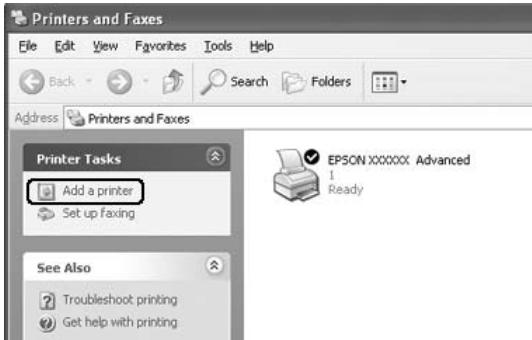 Printers and Faxes
File Edit View Favorites Tools Help
Back Search Folders
Address Printers and Faxes
Printer Tasks
Add a printer
Set up faxing
See Also
Troubleshoot printing
Get help with printing
EPSON XXXXXX Advanced
1
Ready